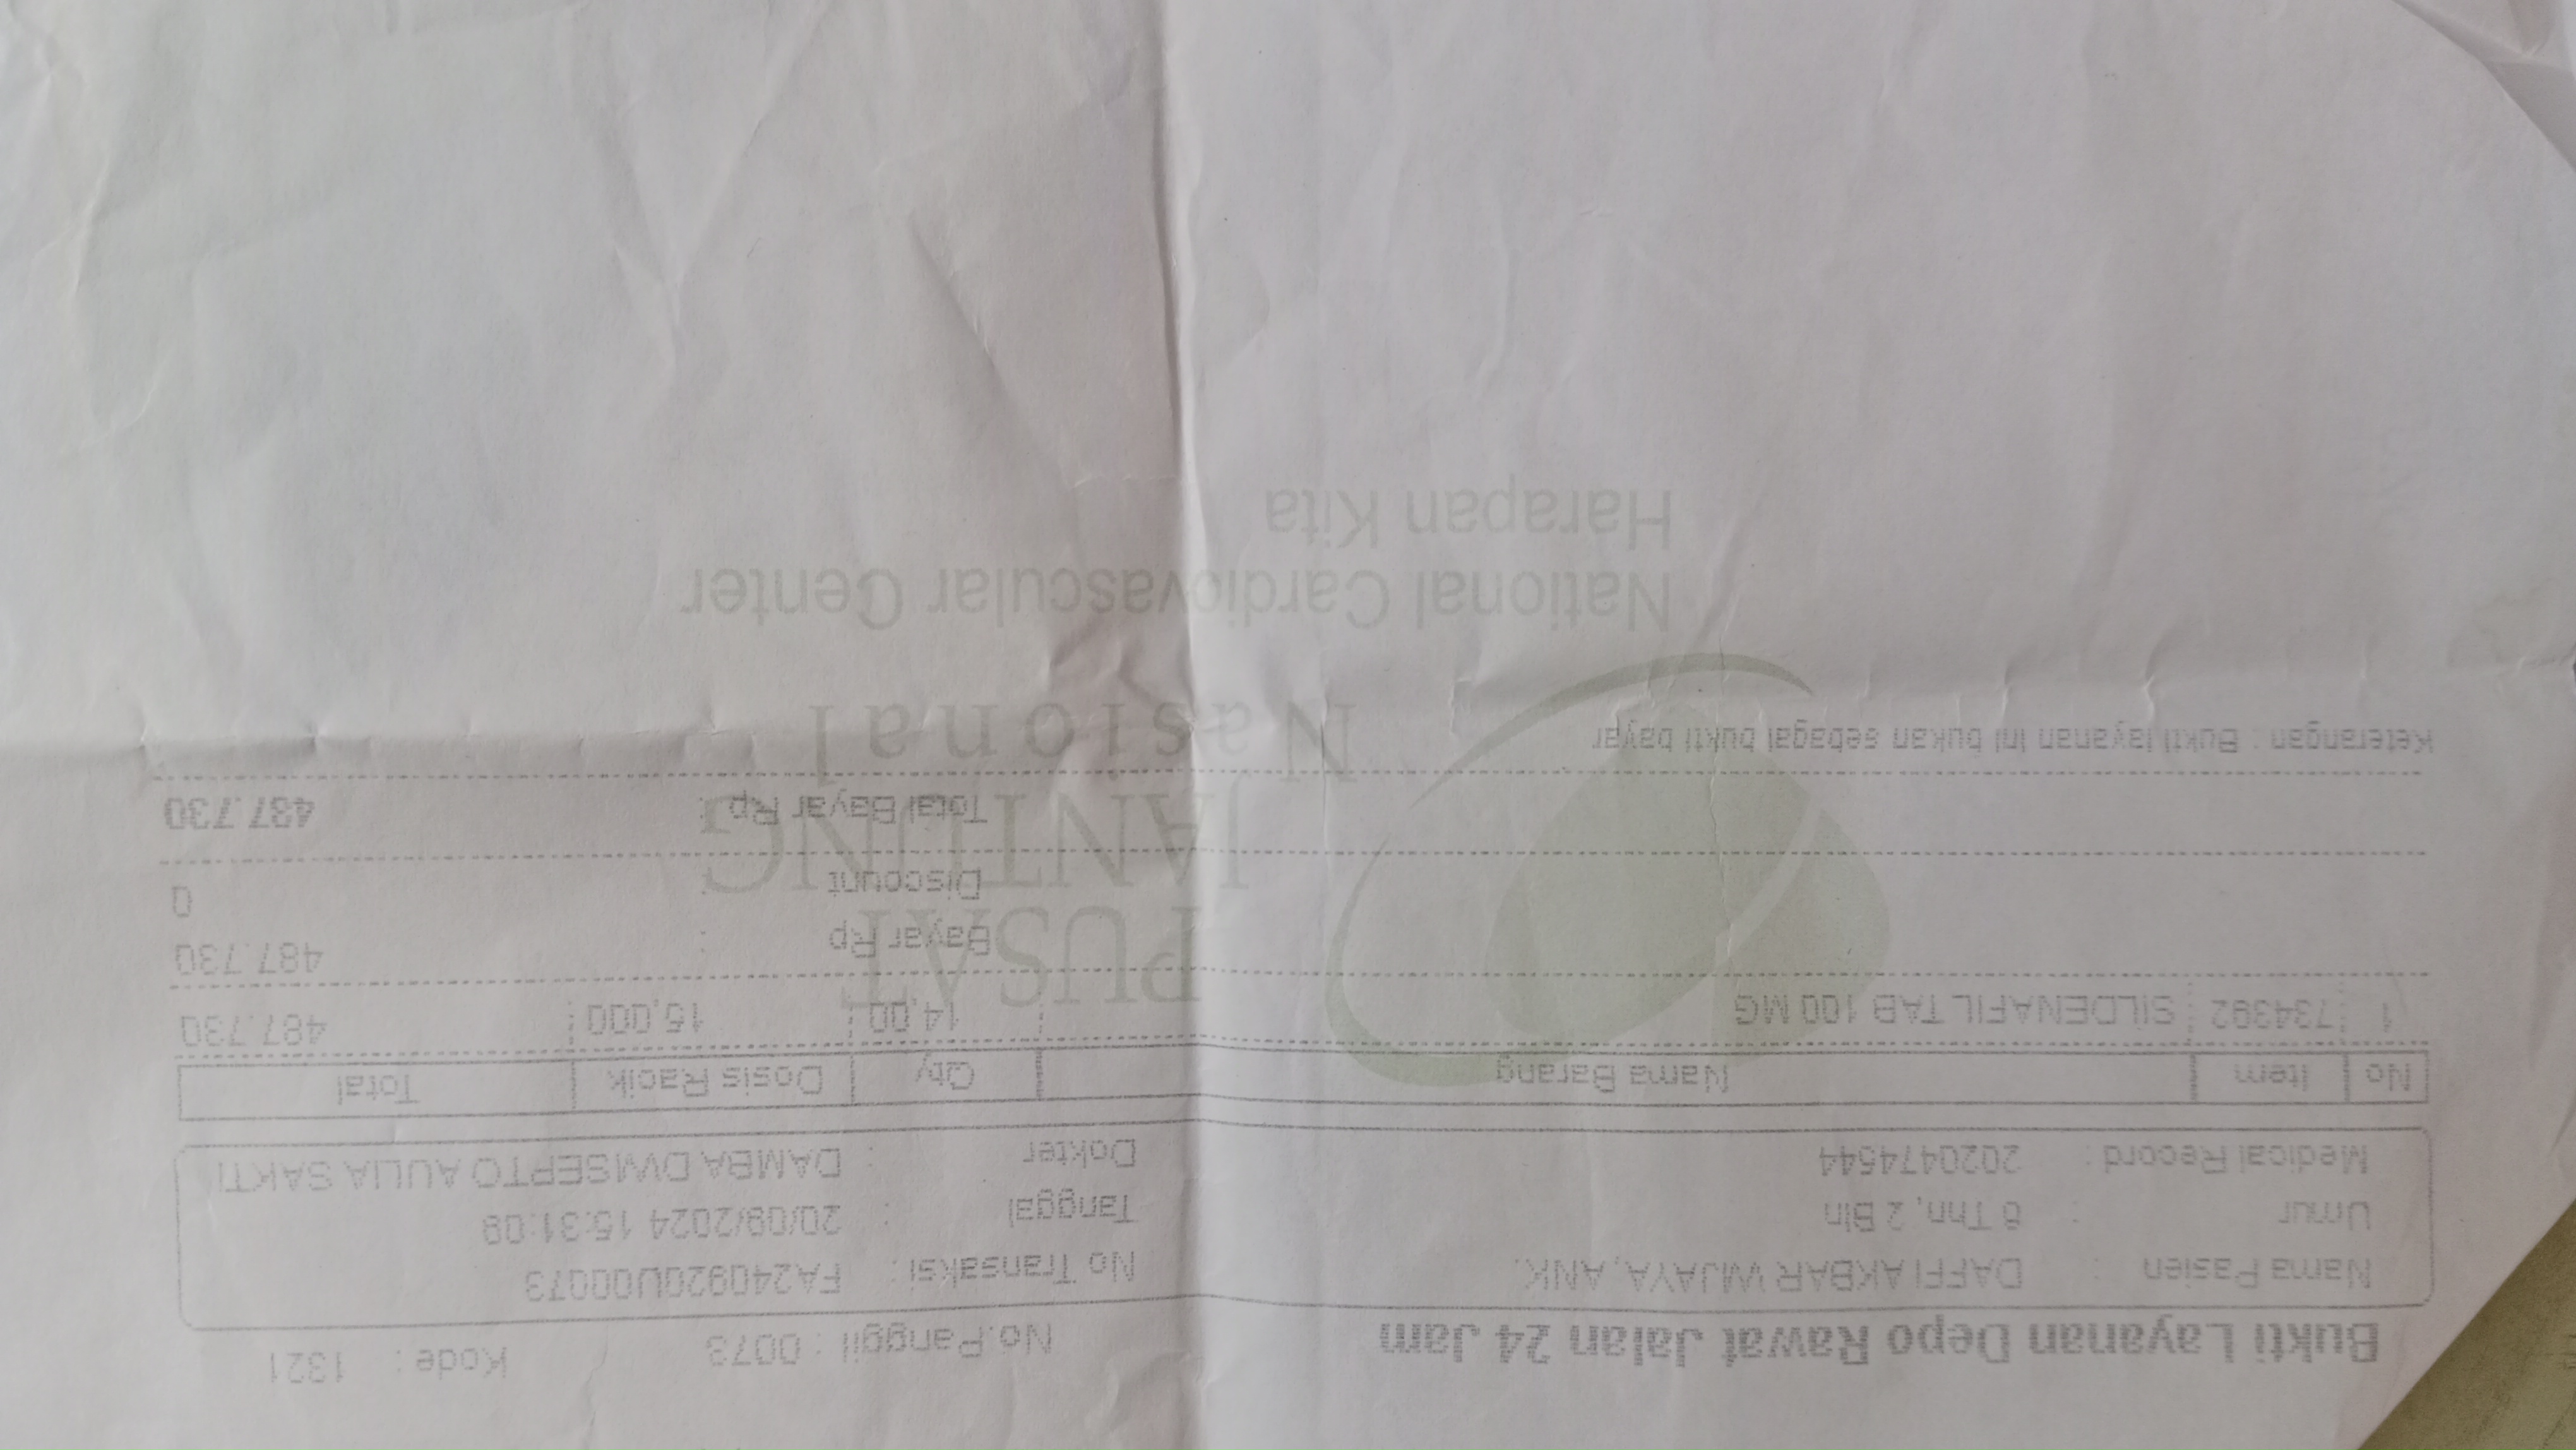 Bukti Layanan Depo Rawat Jalan 24 Jam
No.Panggil : 0073 Kode : 1321
Nama Pasien : DAFFI AKBAR WIJAYA, ANK.
Umur : 8 Thn, 2 Bln
Medical Record : 2020474544
No Transaksi : FA240920U00073
Tanggal : 20/09/2024 15:31:09
Dokter : DAMBA DWISEPTO AULIA SAKTI
No Item Nama Barang Qty Dosis Racik Total
1 734392 SILDENAFIL TAB 100 MG 14,00 15,000 487.730
Bayar Rp : 487.730
Discount : 0
Total Bayar Rp : 487.730
Keterangan : Bukti layanan ini bukan sebagai bukti bayar
PUSAT
JANTUNG
Nasional
National Cardiovascular Center
Harapan Kita